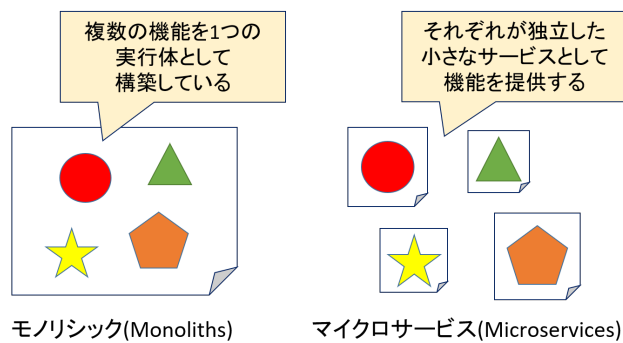 複数の機能を1つの
実行体として
構築している
それぞれが独立した
小さなサービスとして
機能を提供する
モノリシック(Monoliths)
マイクロサービス(Microservices)